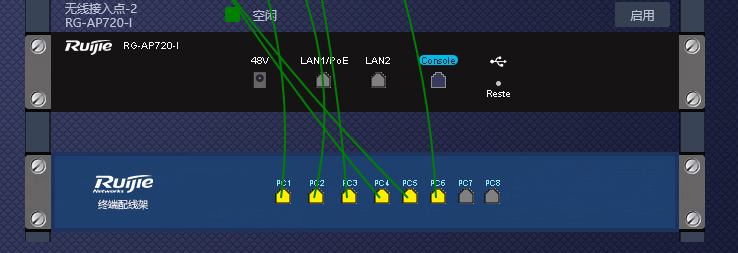 无线接入点-2
RG-AP720-I
空闲
启用
Ruijie RG-AP720-I
48V LAN1/PoE LAN2 Console
Reste
Ruijie
Networks
终端配线架
PC1 PC2 PC3 PC4 PC5 PC6 PC7 PC8